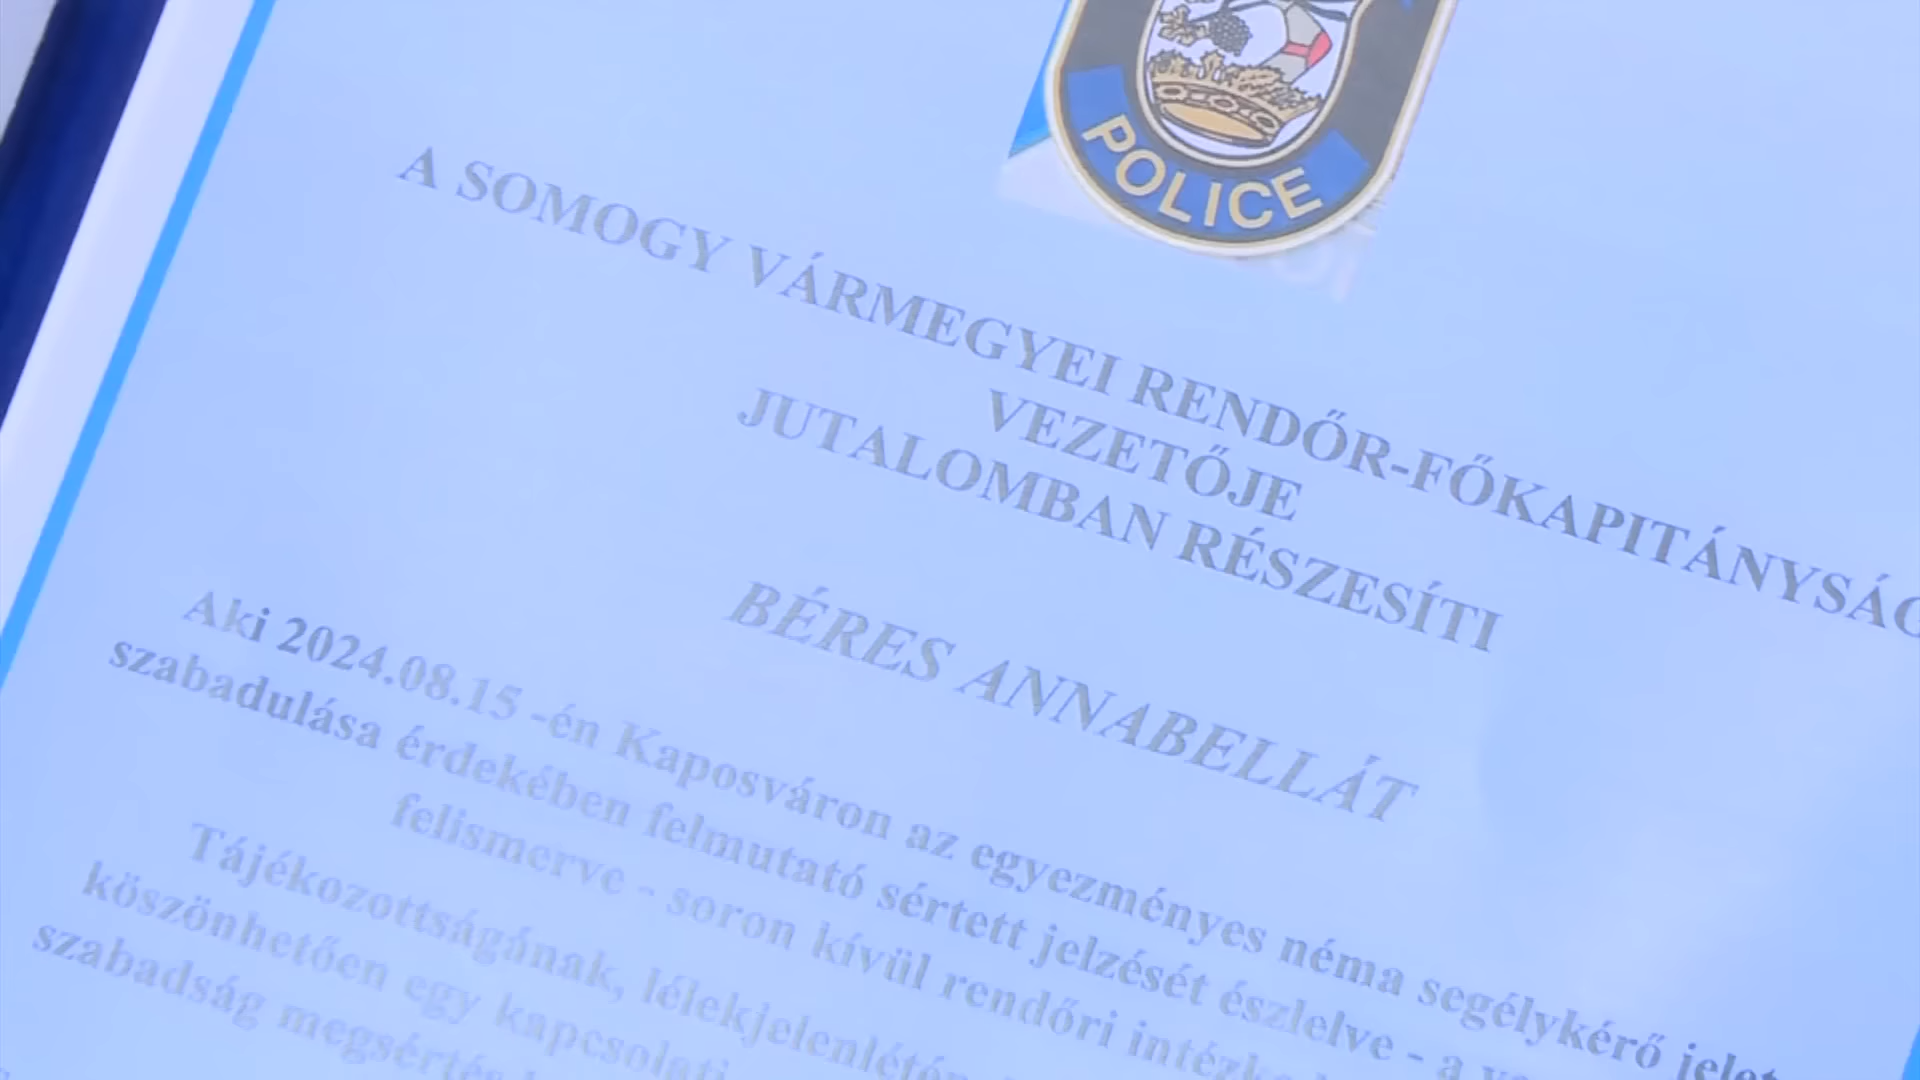 POLICE
A SOMOGY VÁRMEGYEI RENDŐR-FŐKAPITÁNYSÁG
VEZETŐJE
JUTALOMBAN RÉSZESÍTI
BÉRES ANNABELLÁT
Aki 2024.08.15 -én Kaposváron az egyezményes néma segélykérő jelet
szabadulása érdekében felmutató sértett jelzését észlelve - a
felismerve - soron kívül rendőri
Tájékozottságának,
köszönhetően egy kapcsolati
szabadság megsértés